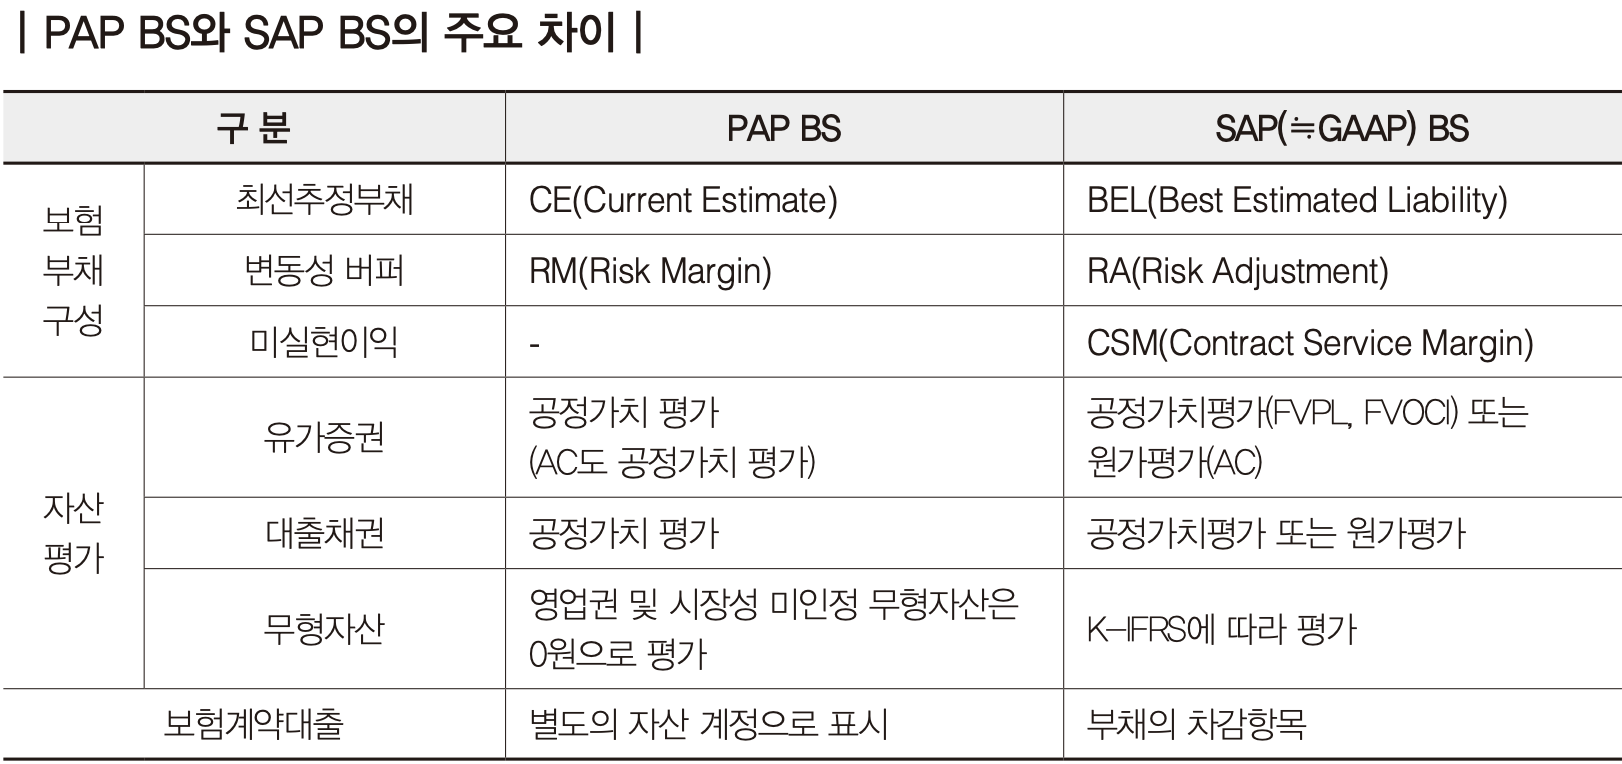 | PAP BS와 SAP BS의 주요 차이 |
구 분 PAP BS SAP(≒GAAP) BS
보험
부채
구성
최선추정부채 CE(Current Estimate) BEL(Best Estimated Liability)
변동성 버퍼 RM(Risk Margin) RA(Risk Adjustment)
미실현이익 - CSM(Contract Service Margin)
자산
평가
유가증권
공정가치 평가
(AC도 공정가치 평가)
공정가치평가(FVPL, FVOCI) 또는
원가평가(AC)
대출채권 공정가치 평가 공정가치평가 또는 원가평가
무형자산
영업권 및 시장성 미인정 무형자산은
0원으로 평가
K-IFRS에 따라 평가
보험계약대출 별도의 자산 계정으로 표시 부채의 차감항목